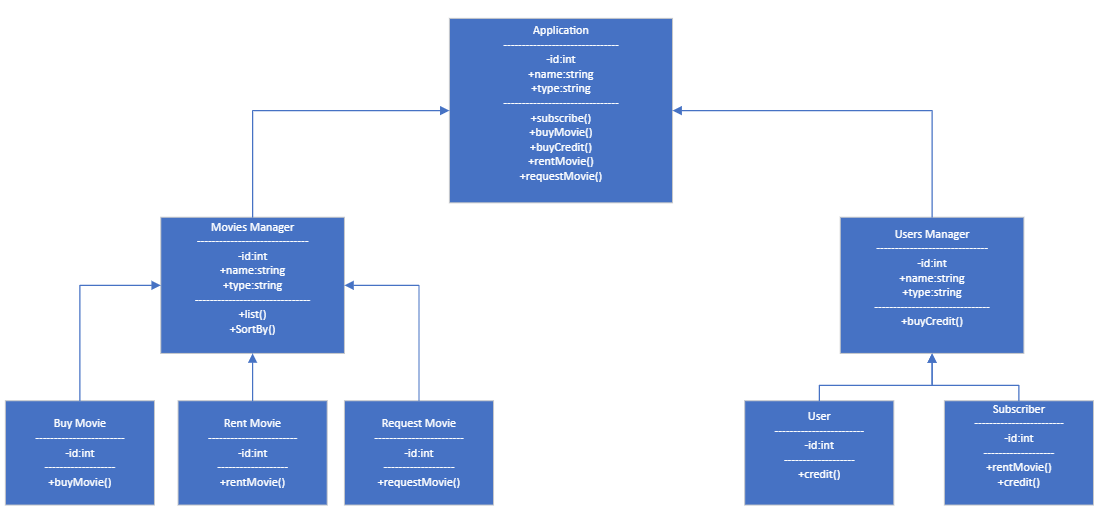 Application
-------------------------------
-id:int
+name:string
+type:string
-------------------------------
+subscribe()
+buyMovie()
+buyCredit()
+rentMovie()
+requestMovie()
Movies Manager
------------------------------
-id:int
+name:string
+type:string
-------------------------------
+list()
+SortBy()
Users Manager
------------------------------
-id:int
+name:string
+type:string
-------------------------------
+buyCredit()
Buy Movie
------------------------
-id:int
-------------------
+buyMovie()
Rent Movie
------------------------
-id:int
-------------------
+rentMovie()
Request Movie
------------------------
-id:int
-------------------
+requestMovie()
User
------------------------
-id:int
-------------------
+credit()
Subscriber
------------------------
-id:int
-------------------
+rentMovie()
+credit()